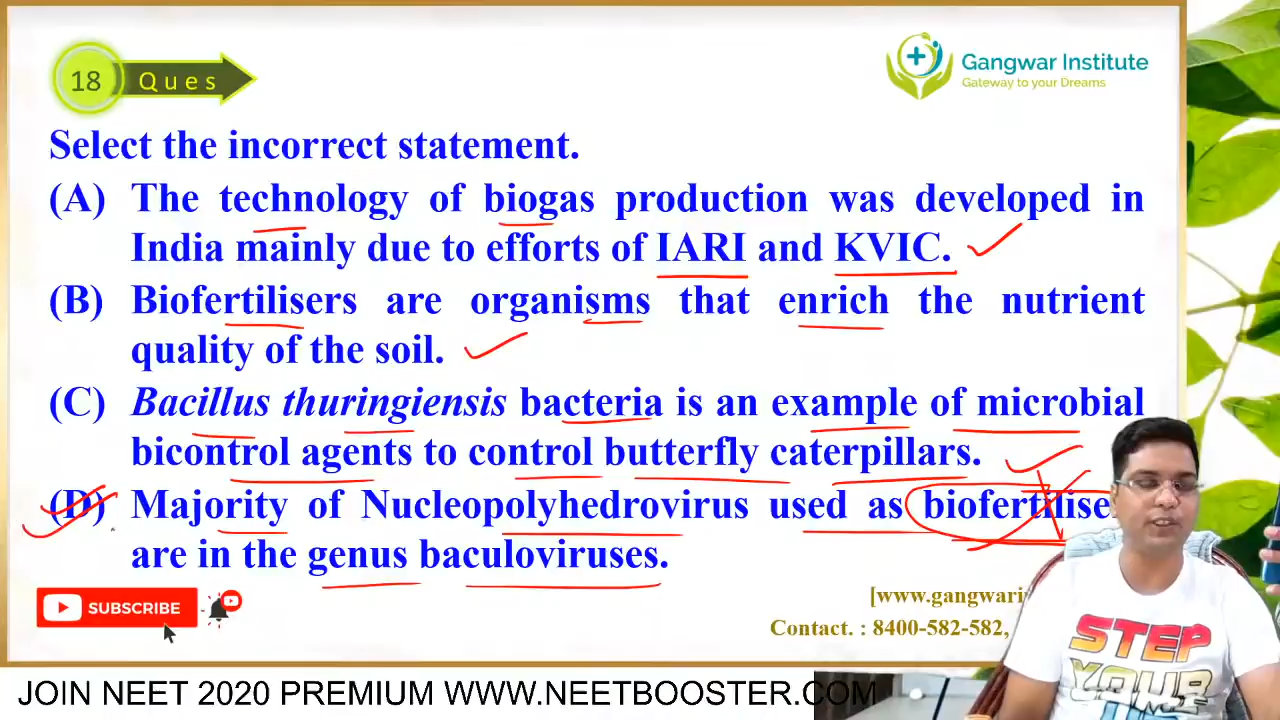 18 Ques
Gangwar Institute
Gateway to your Dreams
Select the incorrect statement.
(A) The technology of biogas production was developed in
India mainly due to efforts of IARI and KVIC.
(B) Biofertilisers are organisms that enrich the nutrient
quality of the soil.
(C) Bacillus thuringiensis bacteria is an example of microbial
bicontrol agents to control butterfly caterpillars.
(D) Majority of Nucleopolyhedrovirus used as biofertilise
are in the genus baculoviruses.
SUBSCRIBE
[www.gangwari
Contact. : 8400-582-582,
STEP
YOUR
JOIN NEET 2020 PREMIUM WWW.NEETBOOSTER.COM